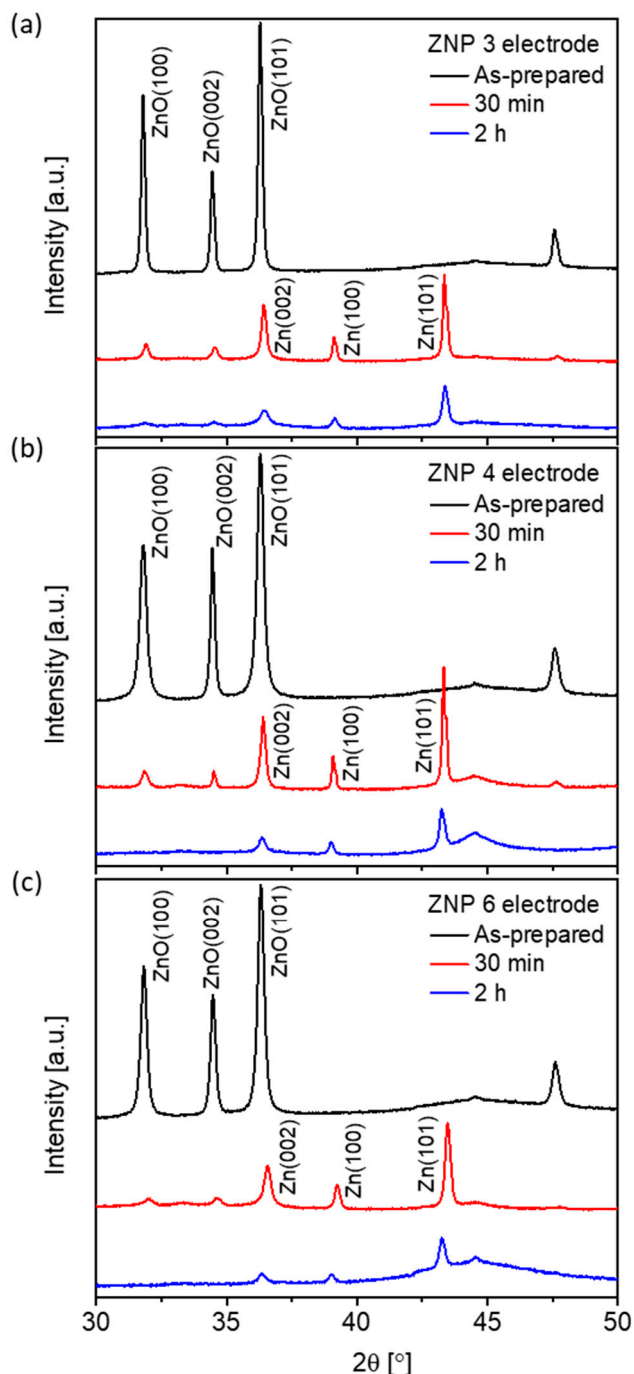 (a)
ZNP 3 electrode
As-prepared
30 min
2 h
ZnO(100)
ZnO(002)
ZnO(101)
Zn(002)
Zn(100)
Zn(101)
Intensity [a.u.]
(b)
ZNP 4 electrode
As-prepared
30 min
2 h
ZnO(100)
ZnO(002)
ZnO(101)
Zn(002)
Zn(100)
Zn(101)
Intensity [a.u.]
(c)
ZNP 6 electrode
As-prepared
30 min
2 h
ZnO(100)
ZnO(002)
ZnO(101)
Zn(002)
Zn(100)
Zn(101)
Intensity [a.u.]
30 35 40 45 50
2θ [°]